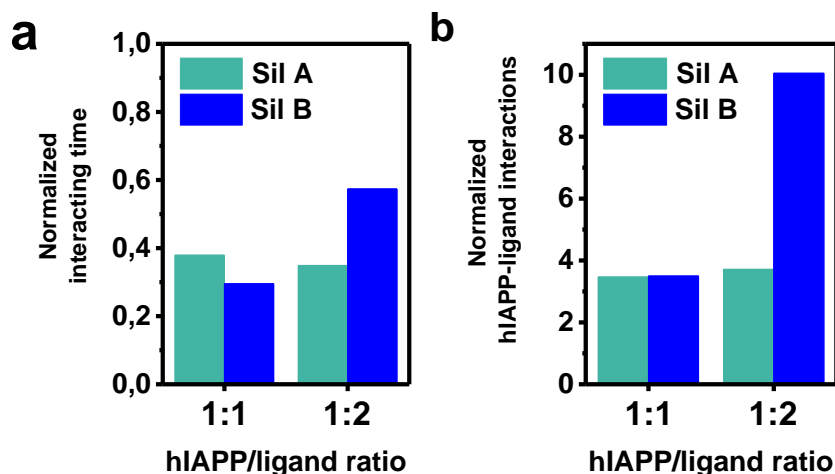 a
Normalized
interacting time
1,0
0,8
0,6
0,4
0,2
0,0
Sil A
Sil B
1:1
1:2
hIAPP/ligand ratio
b
Normalized
hIAPP-ligand interactions
10
8
6
4
2
0
Sil A
Sil B
1:1
1:2
hIAPP/ligand ratio